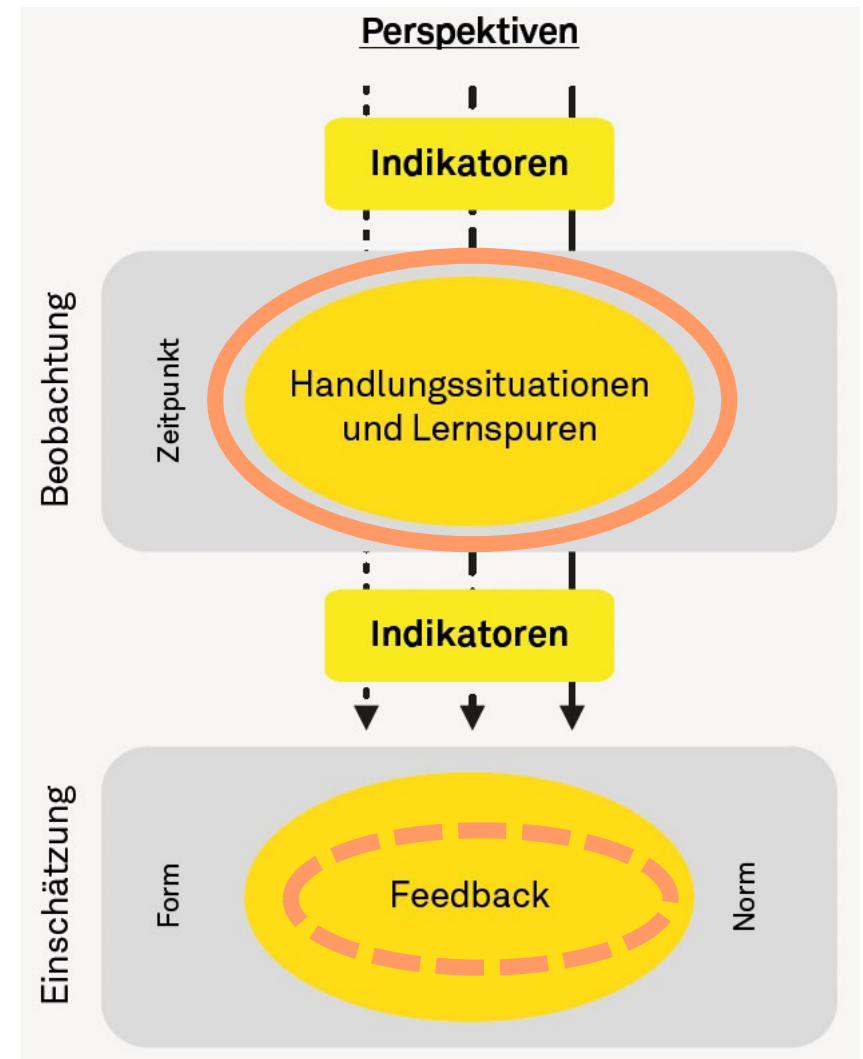 Perspektiven
Indikatoren
Beobachtung
Zeitpunkt
Handlungssituationen
und Lernspuren
Indikatoren
Einschätzung
Form
Feedback
Norm